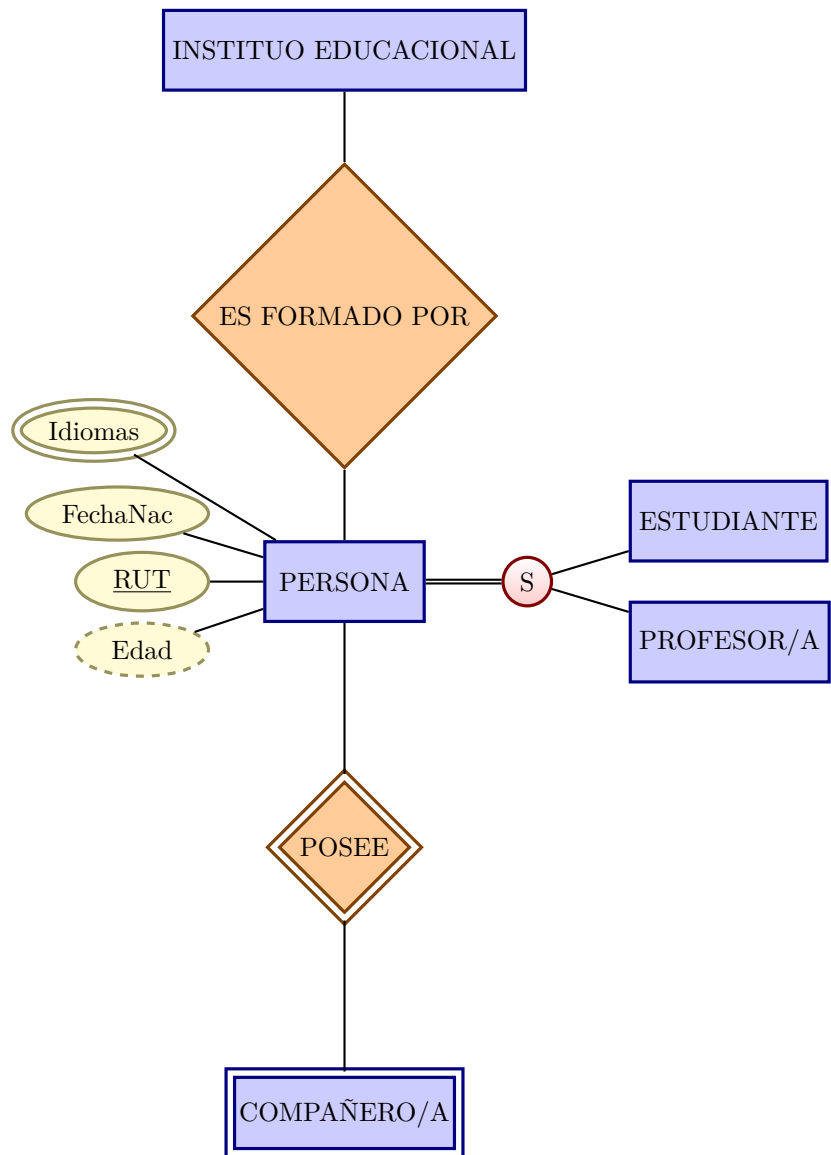 INSTITUO EDUCACIONAL
ES FORMADO POR
Idiomas
FechaNac
RUT
Edad
PERSONA
S
ESTUDIANTE
PROFESOR/A
POSEE
COMPAÑERO/A